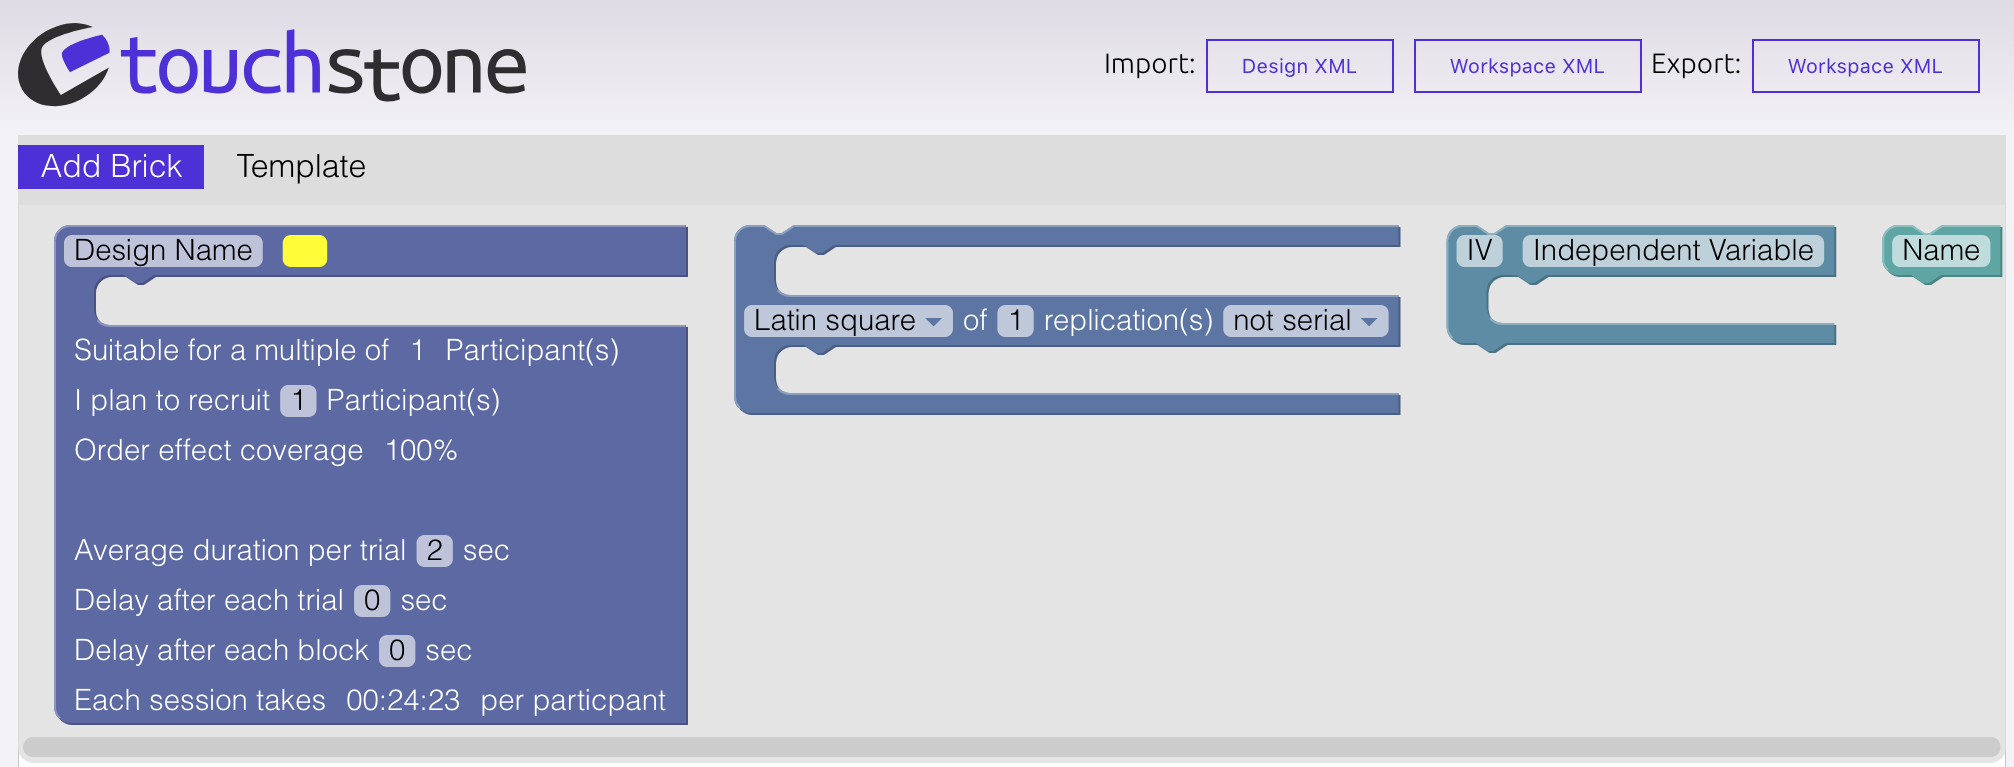 touchstone
Import: Design XML Workspace XML Export: Workspace XML
Add Brick Template
Design Name
Suitable for a multiple of 1 Participant(s)
I plan to recruit 1 Participant(s)
Order effect coverage 100%
Average duration per trial 2 sec
Delay after each trial 0 sec
Delay after each block 0 sec
Each session takes 00:24:23 per particpant
Latin square of 1 replication(s) not serial
IV Independent Variable
Name